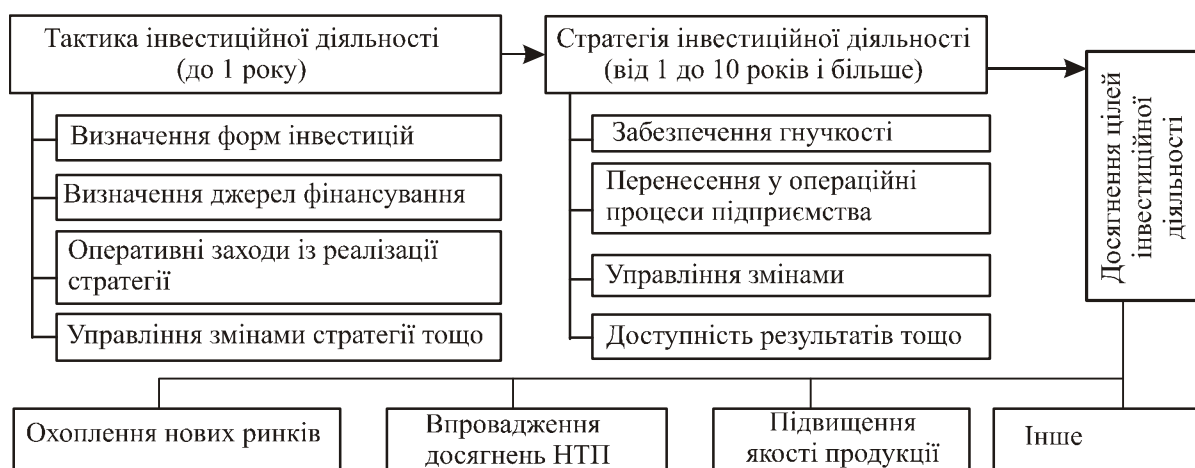 Тактика інвестиційної діяльності
(до 1 року)
Визначення форм інвестицій
Визначення джерел фінансування
Оперативні заходи із реалізації
стратегії
Управління змінами стратегії тощо
Стратегія інвестиційної діяльності
(від 1 до 10 років і більше)
Забезпечення гнучкості
Перенесення у операційні
процеси підприємства
Управління змінами
Доступність результатів тощо
Досягнення цілей
інвестиційної
діяльності
Охоплення нових ринків
Впровадження
досягнень НТП
Підвищення
якості продукції
Інше